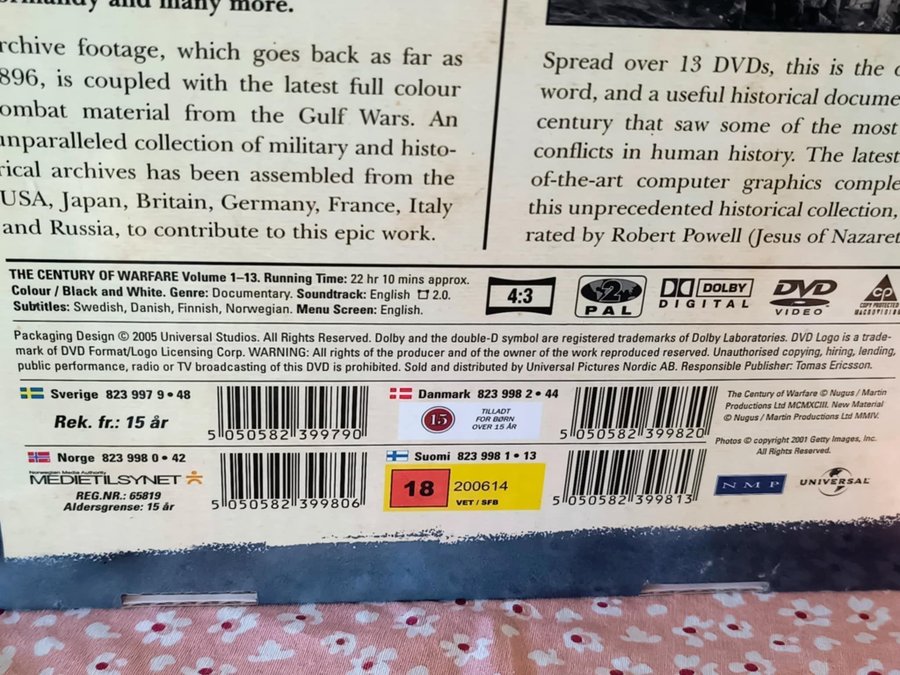 rmandy and many more.
rchive footage, which goes back as far as
896, is coupled with the latest full colour
ombat material from the Gulf Wars. An
unparalleled collection of military and histo-
rical archives has been assembled from the
USA, Japan, Britain, Germany, France, Italy
and Russia, to contribute to this epic work.
Spread over 13 DVDs, this is the
word, and a useful historical docume
century that saw some of the most
conflicts in human history. The latest
of-the-art computer graphics comple
this unprecedented historical collection,
rated by Robert Powell (Jesus of Nazaret
THE CENTURY OF WARFARE Volume 1–13. Running Time: 22 hr 10 mins approx.
Colour / Black and White. Genre: Documentary. Soundtrack: English 2.0.
Subtitles: Swedish, Danish, Finnish, Norwegian. Menu Screen: English.
4:3
2
PAL
DOLBY
DIGITAL
DVD
VIDEO
COPY PROTECTED
MACROVISION
Packaging Design © 2005 Universal Studios. All Rights Reserved. Dolby and the double-D symbol are registered trademarks of Dolby Laboratories. DVD Logo is a trade-
mark of DVD Format/Logo Licensing Corp. WARNING: All rights of the producer and of the owner of the work reproduced reserved. Unauthorised copying, hiring, lending,
public performance, radio or TV broadcasting of this DVD is prohibited. Sold and distributed by Universal Pictures Nordic AB. Responsible Publisher: Tomas Ericsson.
Sverige 823 997 9 • 48
Rek. fr.: 15 år
5 050582 399790
Danmark 823 998 2 • 44
15
TILLADT
FOR BØRN
OVER 15 ÅR
5 050582 399820
The Century of Warfare © Nugus / Martin
Productions Ltd MCMXCIII. New Material
© Nugus / Martin Productions Ltd MMIV.
Photos © copyright 2001 Getty Images, Inc.
All Rights Reserved.
Norge 823 998 0 • 42
Norwegian Media Authority
MEDIETILSYNET
REG.NR.: 65819
Aldersgrense: 15 år
5 050582 399806
Suomi 823 998 1 • 13
18
200614
VET / SFB
5 050582 399813
NMP
UNIVERSAL